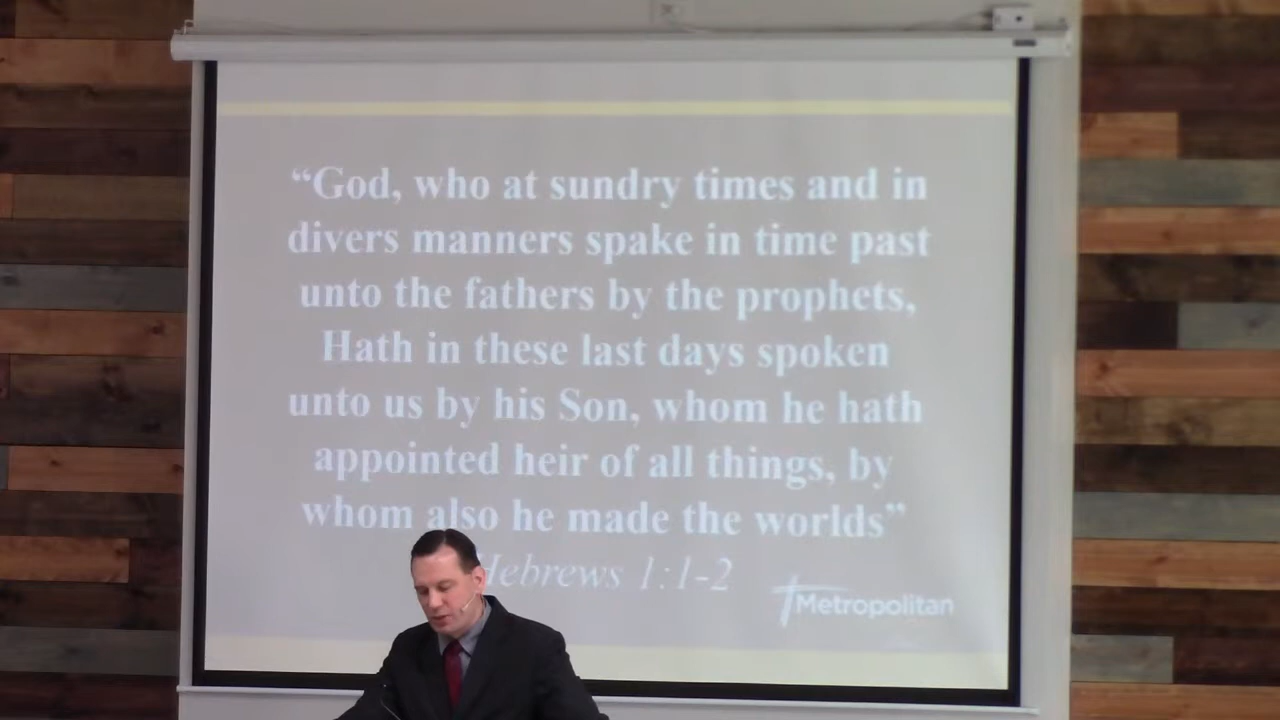 “God, who at sundry times and in
divers manners spake in time past
unto the fathers by the prophets,
Hath in these last days spoken
unto us by his Son, whom he hath
appointed heir of all things, by
whom also he made the worlds”
Hebrews 1:1-2
Metropolitan